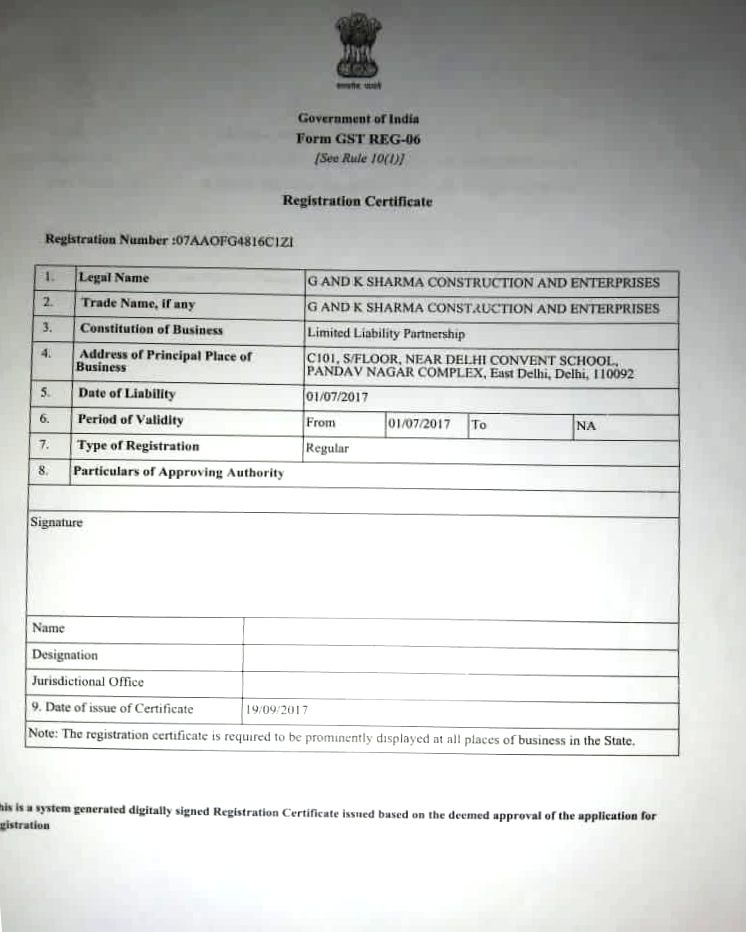 सत्यमेव जयते
Government of India
Form GST REG-06
[See Rule 10(1)]
Registration Certificate
Registration Number :07AAOFG4816C1ZI
1. Legal Name G AND K SHARMA CONSTRUCTION AND ENTERPRISES
2. Trade Name, if any G AND K SHARMA CONSTRUCTION AND ENTERPRISES
3. Constitution of Business Limited Liability Partnership
4. Address of Principal Place of Business C101, S/FLOOR, NEAR DELHI CONVENT SCHOOL,
PANDAV NAGAR COMPLEX, East Delhi, Delhi, 110092
5. Date of Liability 01/07/2017
6. Period of Validity From 01/07/2017 To NA
7. Type of Registration Regular
8. Particulars of Approving Authority
Signature
Name
Designation
Jurisdictional Office
9. Date of issue of Certificate 19/09/2017
Note: The registration certificate is required to be prominently displayed at all places of business in the State.
his is a system generated digitally signed Registration Certificate issued based on the deemed approval of the application for
gistration